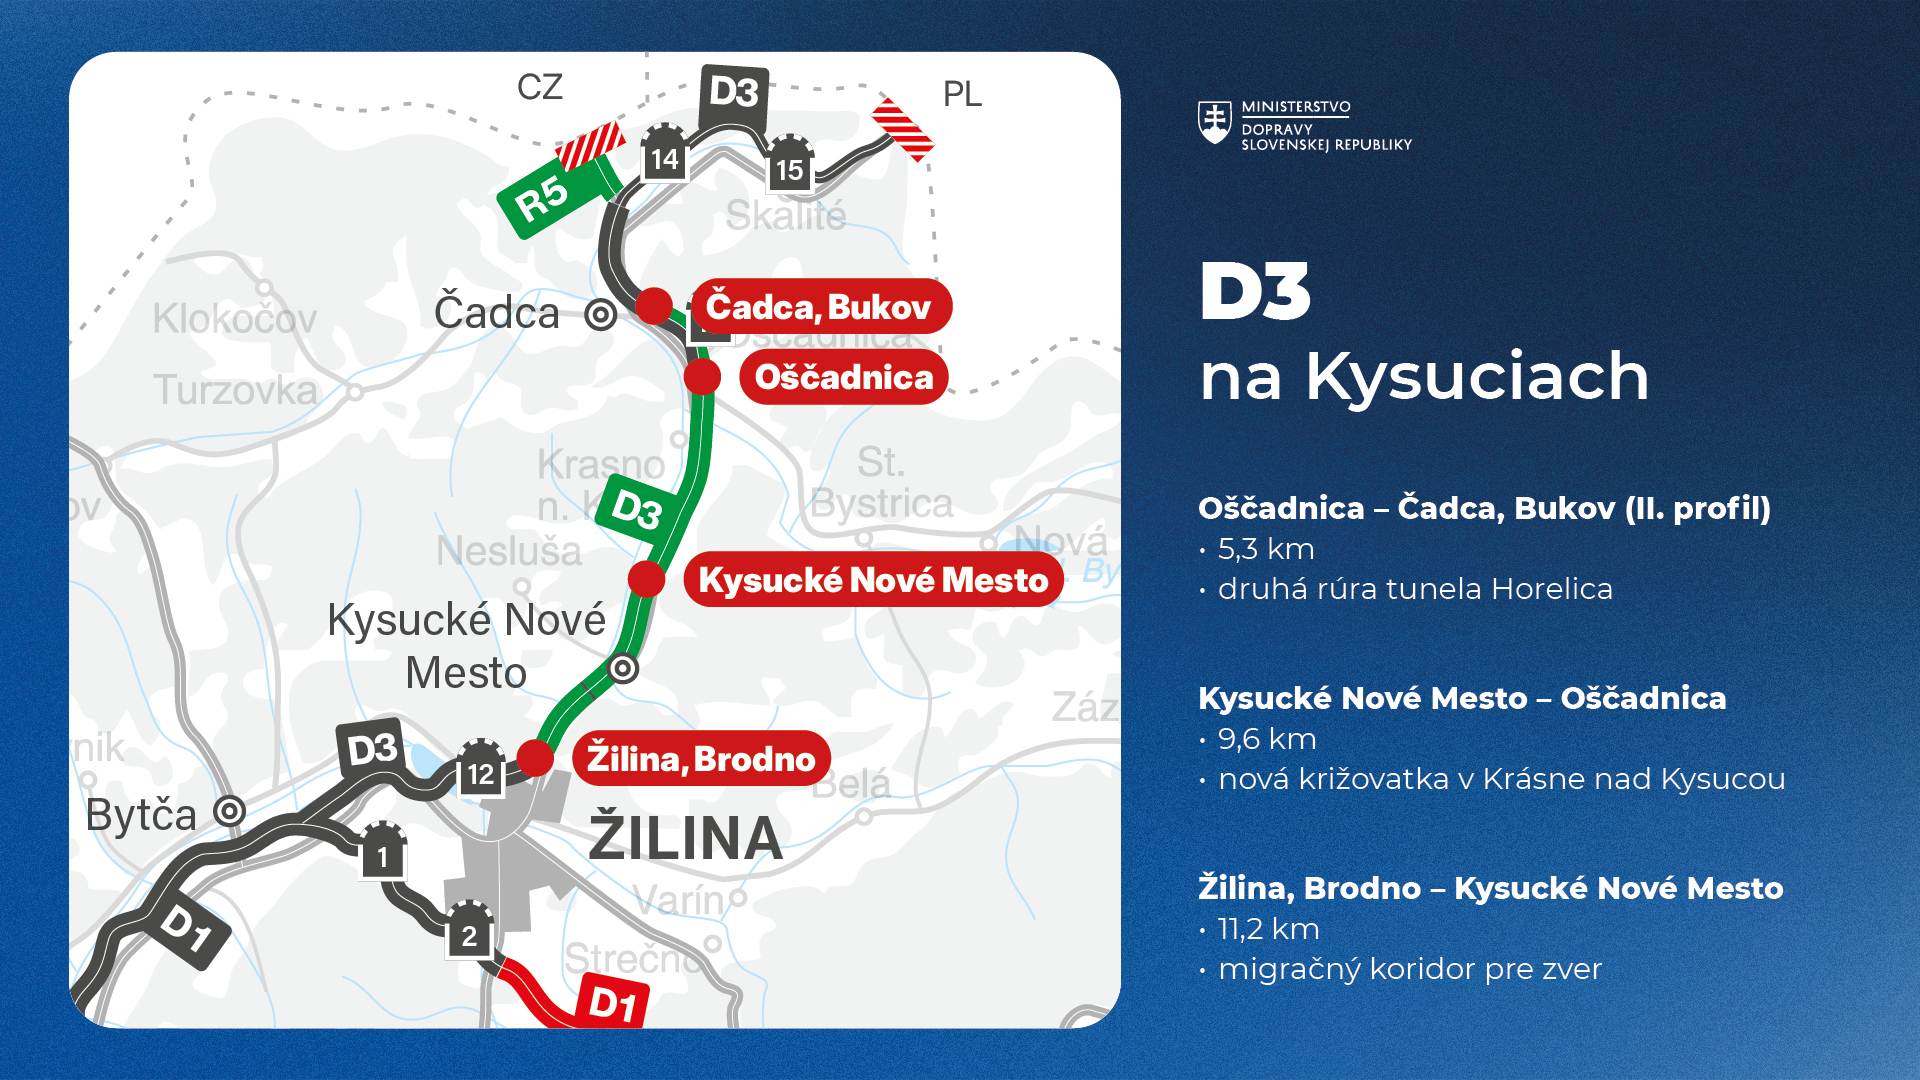 CZ
D3
PL
14
15
R5
Skalité
Klokočov
Čadca
Čadca, Bukov
Oščadnica
Turzovka
Oščadnica
Krasno
n. K
D3
St.
Bystrica
Nesluša
Nová
. By
Kysucké Nové Mesto
Kysucké Nové
Mesto
Záz
D3
12
Žilina, Brodno
Belá
Bytča
ŽILINA
1
Varín
D1
2
Strečno
D1
MINISTERSTVO
DOPRAVY
SLOVENSKEJ REPUBLIKY
D3
na Kysuciach
Oščadnica – Čadca, Bukov (II. profil)
• 5,3 km
• druhá rúra tunela Horelica
Kysucké Nové Mesto – Oščadnica
• 9,6 km
• nová križovatka v Krásne nad Kysucou
Žilina, Brodno – Kysucké Nové Mesto
• 11,2 km
• migračný koridor pre zver